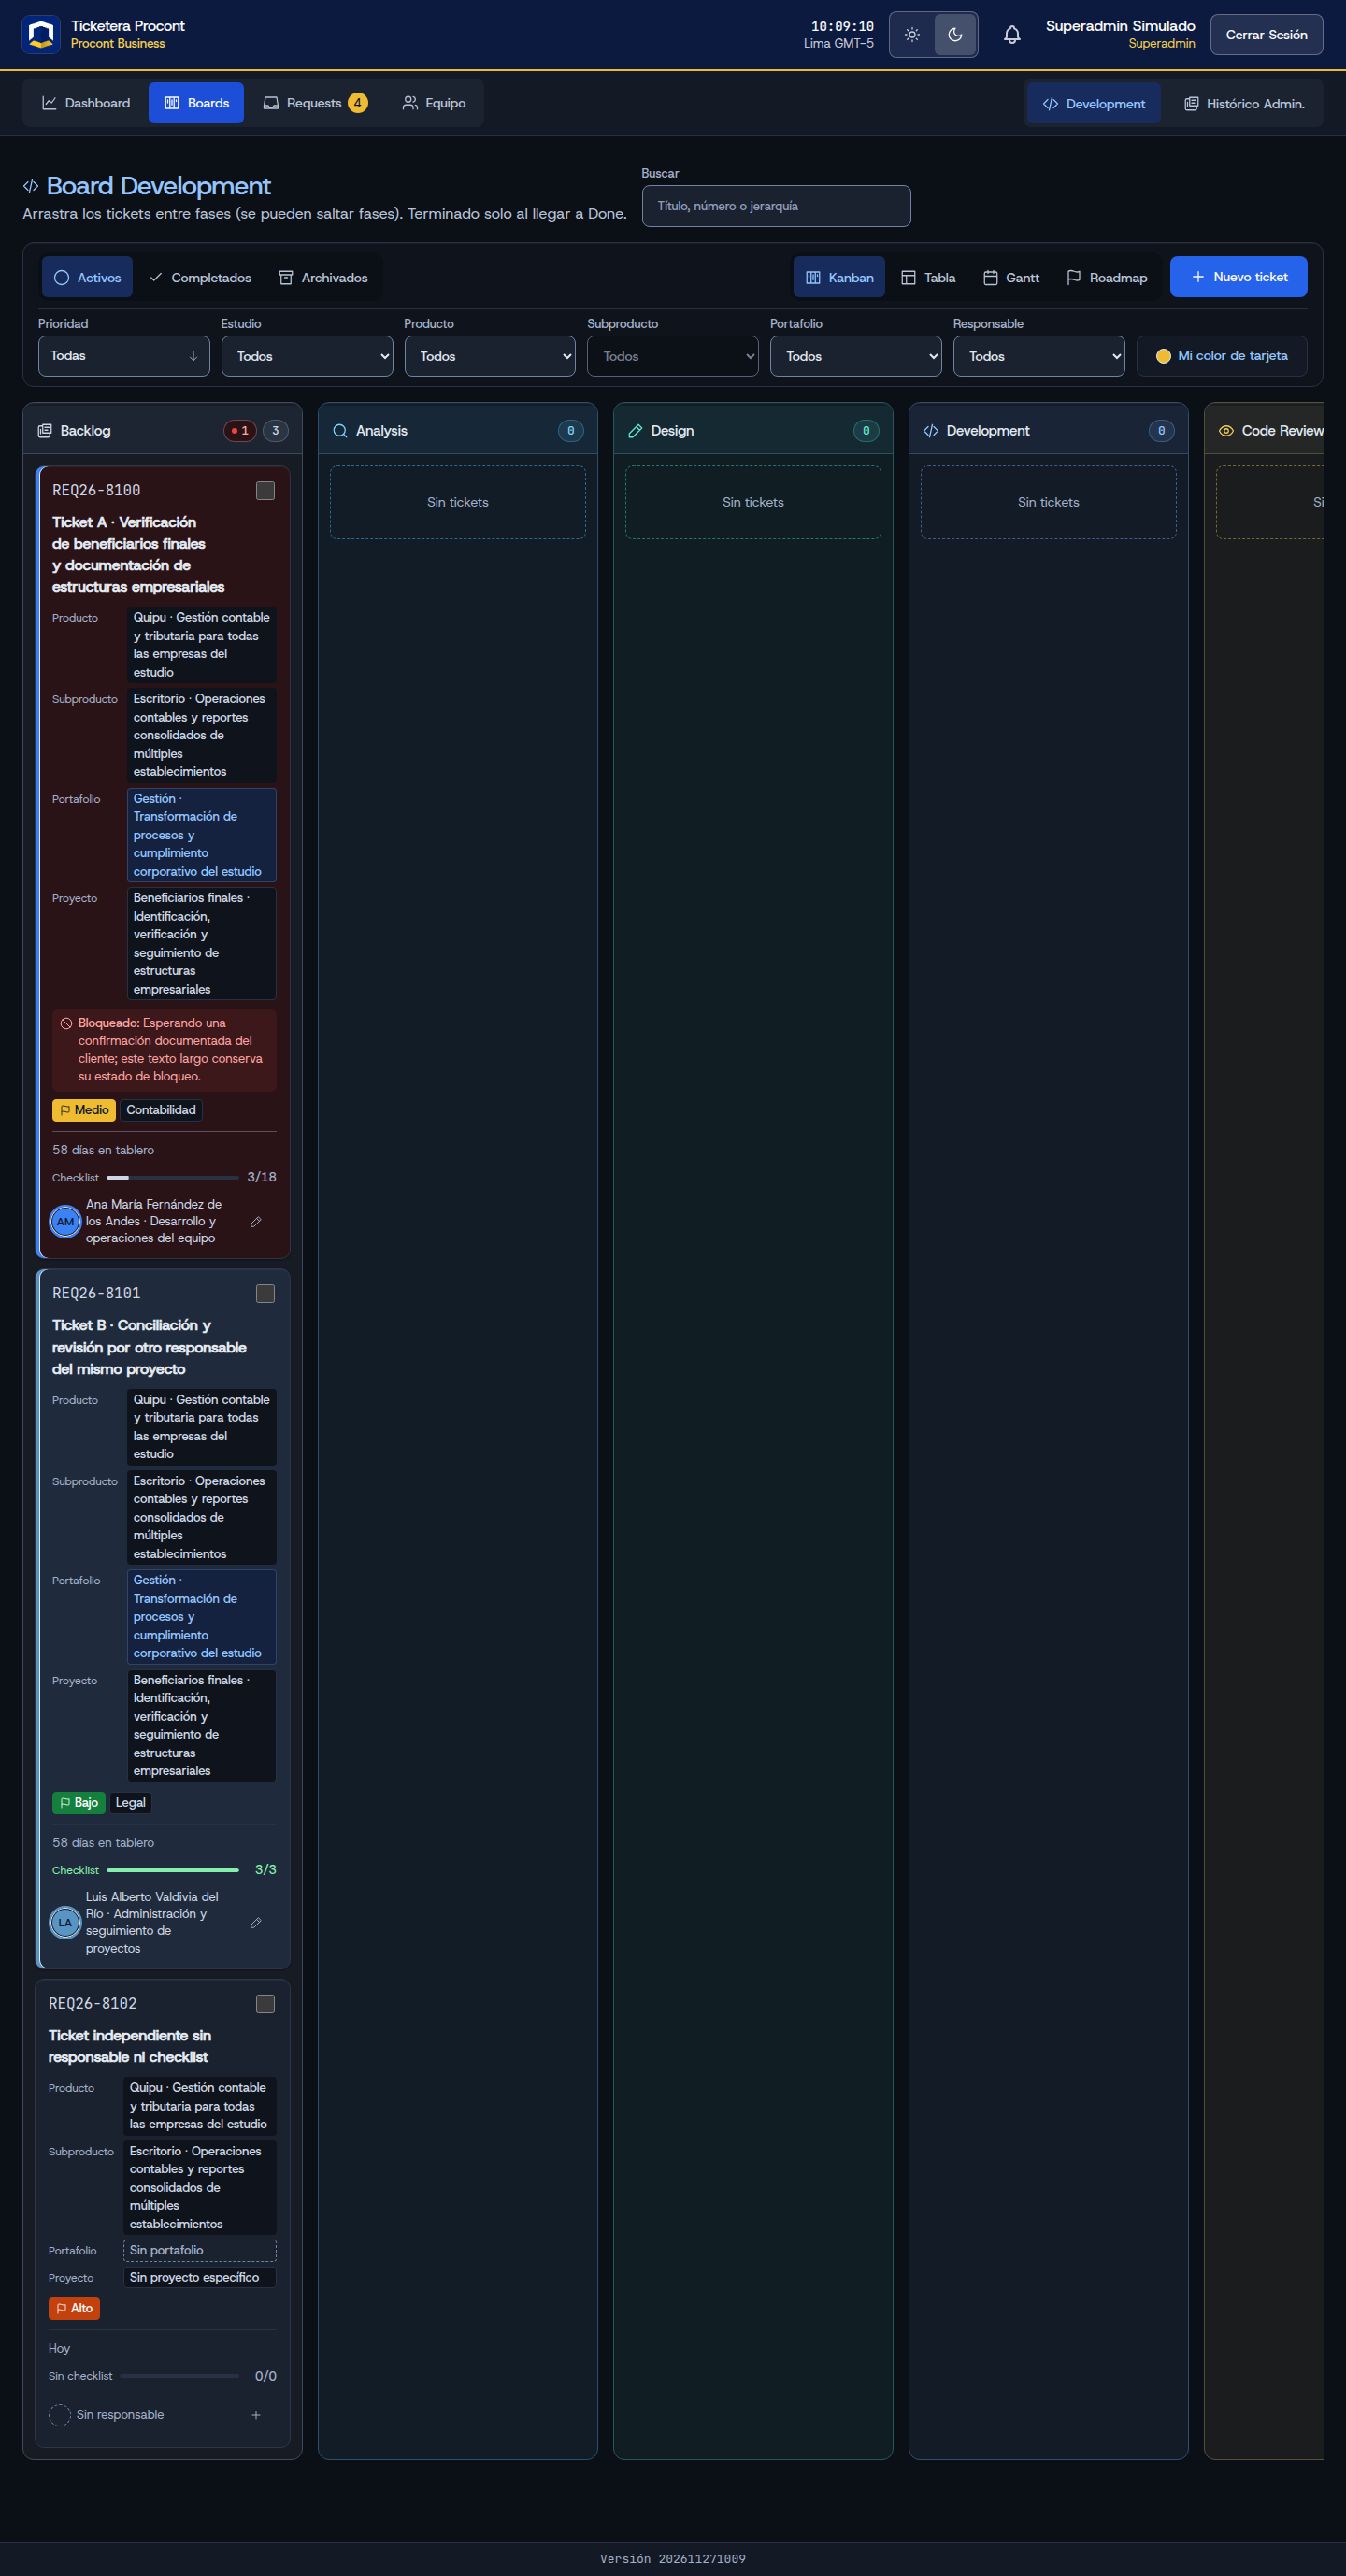 Ticketera Procont
Procont Business
10:09:10
Lima GMT-5
Superadmin Simulado
Superadmin
Cerrar Sesión
Dashboard
Boards
Requests 4
Equipo
Development
Histórico Admin.
Board Development
Arrastra los tickets entre fases (se pueden saltar fases). Terminado solo al llegar a Done.
Buscar
Título, número o jerarquía
Activos
Completados
Archivados
Kanban
Tabla
Gantt
Roadmap
Nuevo ticket
Prioridad
Todas
Estudio
Todos
Producto
Todos
Subproducto
Todos
Portafolio
Todos
Responsable
Todos
Mi color de tarjeta
Backlog
1
3
REQ26-8100
Ticket A · Verificación
de beneficiarios finales
y documentación de
estructuras empresariales
Producto
Quipu · Gestión contable
y tributaria para todas
las empresas del
estudio
Subproducto
Escritorio · Operaciones
contables y reportes
consolidados de
múltiples
establecimientos
Portafolio
Gestión ·
Transformación de
procesos y
cumplimiento
corporativo del estudio
Proyecto
Beneficiarios finales ·
Identificación,
verificación y
seguimiento de
estructuras
empresariales
Bloqueado: Esperando una
confirmación documentada del
cliente; este texto largo conserva
su estado de bloqueo.
Medio
Contabilidad
58 días en tablero
Checklist
3/18
AM
Ana María Fernández de
los Andes · Desarrollo y
operaciones del equipo
REQ26-8101
Ticket B · Conciliación y
revisión por otro responsable
del mismo proyecto
Producto
Quipu · Gestión contable
y tributaria para todas
las empresas del
estudio
Subproducto
Escritorio · Operaciones
contables y reportes
consolidados de
múltiples
establecimientos
Portafolio
Gestión ·
Transformación de
procesos y
cumplimiento
corporativo del estudio
Proyecto
Beneficiarios finales ·
Identificación,
verificación y
seguimiento de
estructuras
empresariales
Bajo
Legal
58 días en tablero
Checklist
3/3
LA
Luis Alberto Valdivia del
Río · Administración y
seguimiento de
proyectos
REQ26-8102
Ticket independiente sin
responsable ni checklist
Producto
Quipu · Gestión contable
y tributaria para todas
las empresas del estudio
Subproducto
Escritorio · Operaciones
contables y reportes
consolidados de
múltiples
establecimientos
Portafolio
Sin portafolio
Proyecto
Sin proyecto específico
Alto
Hoy
Sin checklist
0/0
Sin responsable
Analysis
0
Sin tickets
Design
0
Sin tickets
Development
0
Sin tickets
Code Review
Si
Versión 202611271009